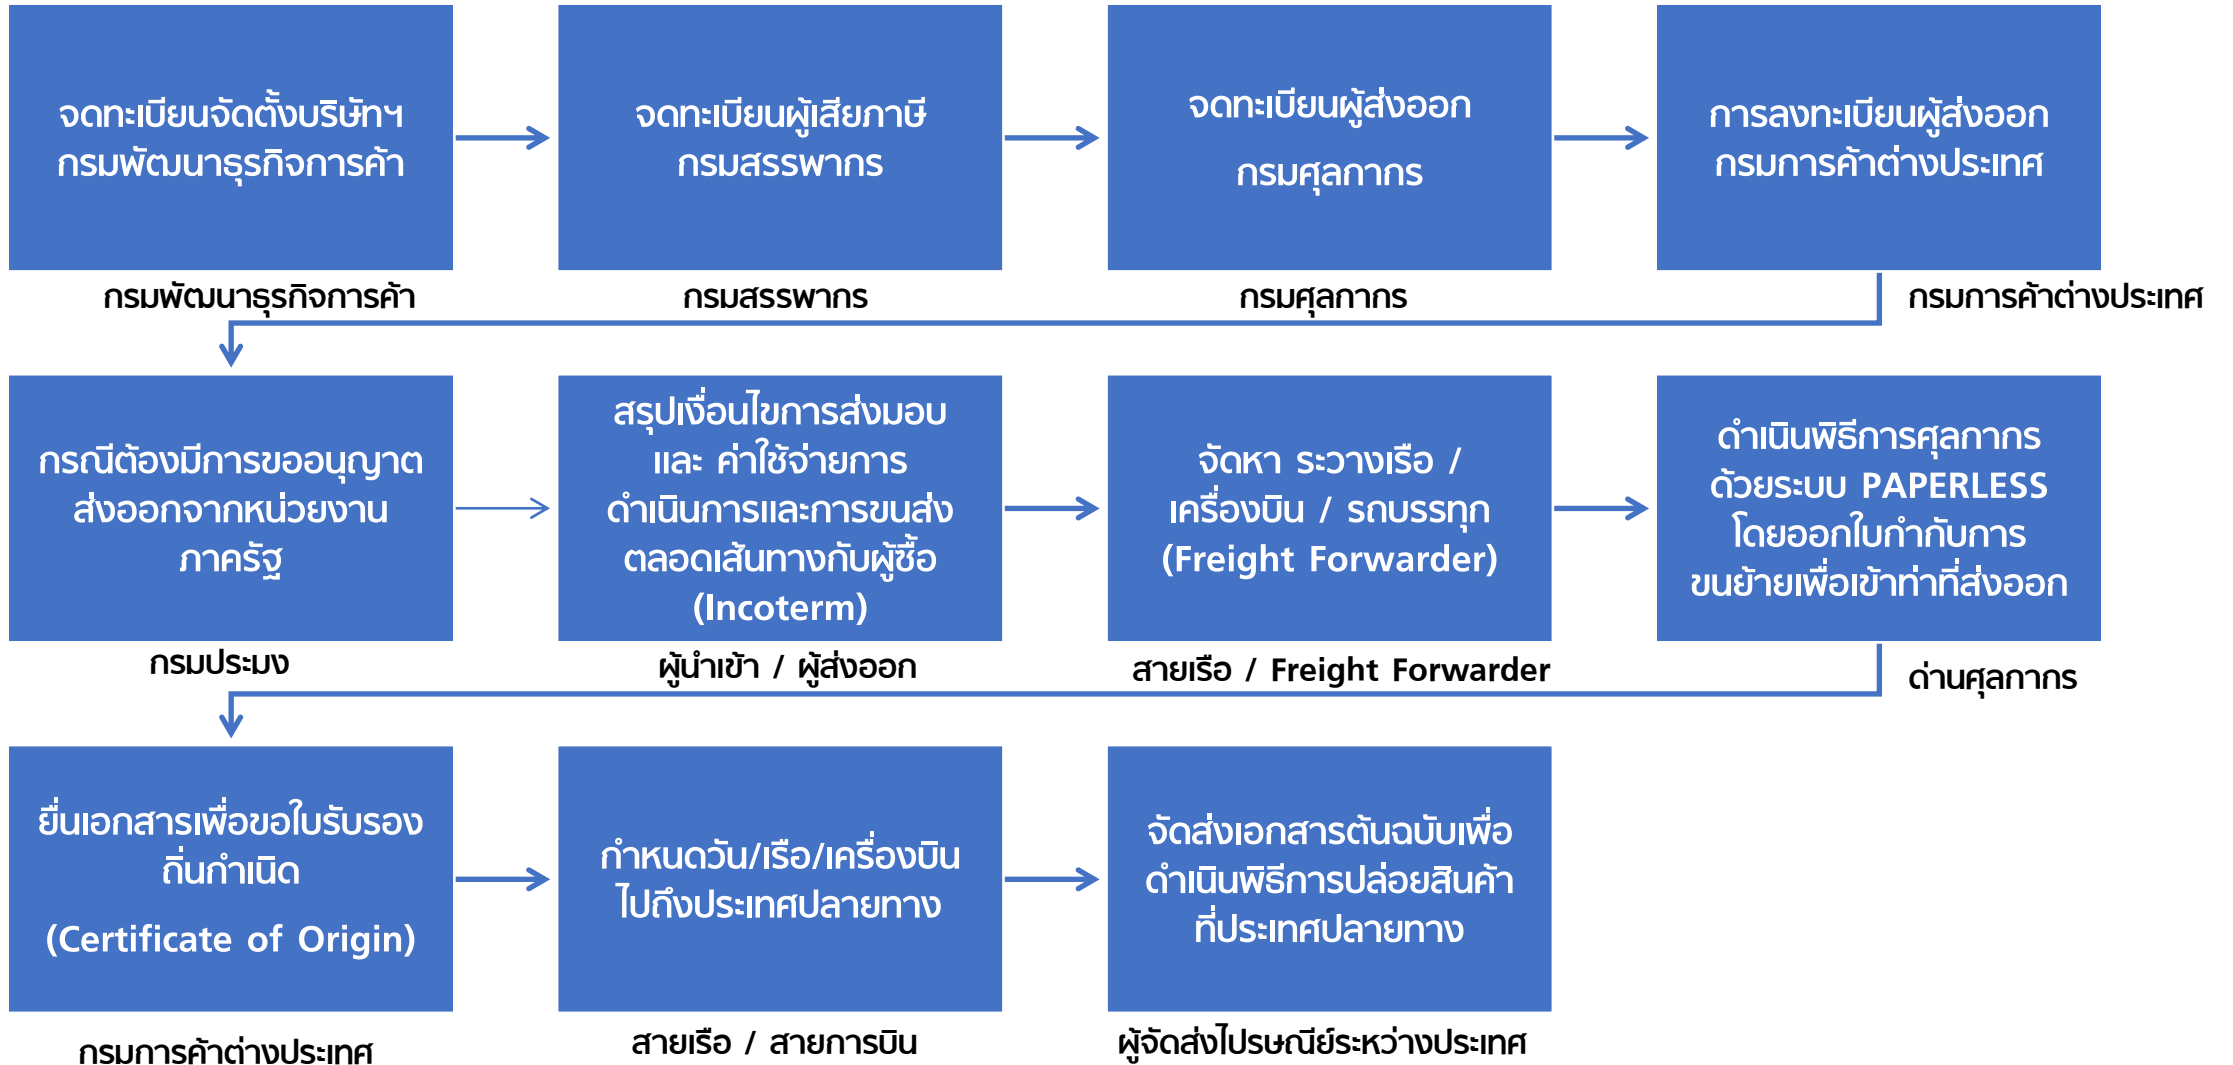 จดทะเบียนจัดตั้งบริษัทฯ
กรมพัฒนาธุรกิจการค้า
กรมพัฒนาธุรกิจการค้า
จดทะเบียนผู้เสียภาษี
กรมสรรพากร
กรมสรรพากร
จดทะเบียนผู้ส่งออก
กรมศุลกากร
กรมศุลกากร
การลงทะเบียนผู้ส่งออก
กรมการค้าต่างประเทศ
กรมการค้าต่างประเทศ
กรณีต้องมีการขออนุญาต
ส่งออกจากหน่วยงาน
ภาครัฐ
กรมประมง
สรุปเงื่อนไขการส่งมอบ
และ ค่าใช้จ่ายการ
ดำเนินการและการขนส่ง
ตลอดเส้นทางกับผู้ซื้อ
(Incoterm)
ผู้นำเข้า / ผู้ส่งออก
จัดหา ระวางเรือ /
เครื่องบิน / รถบรรทุก
(Freight Forwarder)
สายเรือ / Freight Forwarder
ดำเนินพิธีการศุลกากร
ด้วยระบบ PAPERLESS
โดยออกใบกำกับการ
ขนย้ายเพื่อเข้าท่าที่ส่งออก
ด่านศุลกากร
ยื่นเอกสารเพื่อขอใบรับรอง
ถิ่นกำเนิด
(Certificate of Origin)
กรมการค้าต่างประเทศ
กำหนดวัน/เรือ/เครื่องบิน
ไปถึงประเทศปลายทาง
สายเรือ / สายการบิน
จัดส่งเอกสารต้นฉบับเพื่อ
ดำเนินพิธีการปล่อยสินค้า
ที่ประเทศปลายทาง
ผู้จัดส่งไปรษณีย์ระหว่างประเทศ